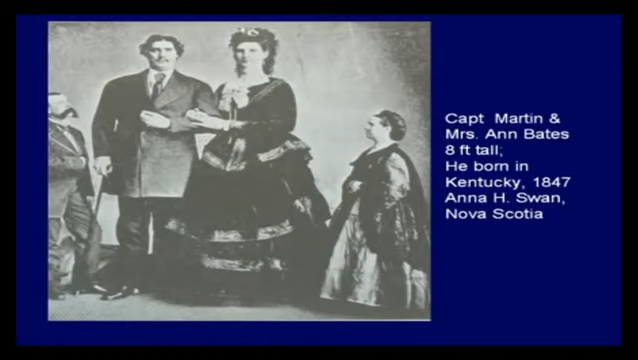 Capt Martin &
Mrs. Ann Bates
8 ft tall;
He born in
Kentucky, 1847
Anna H. Swan,
Nova Scotia